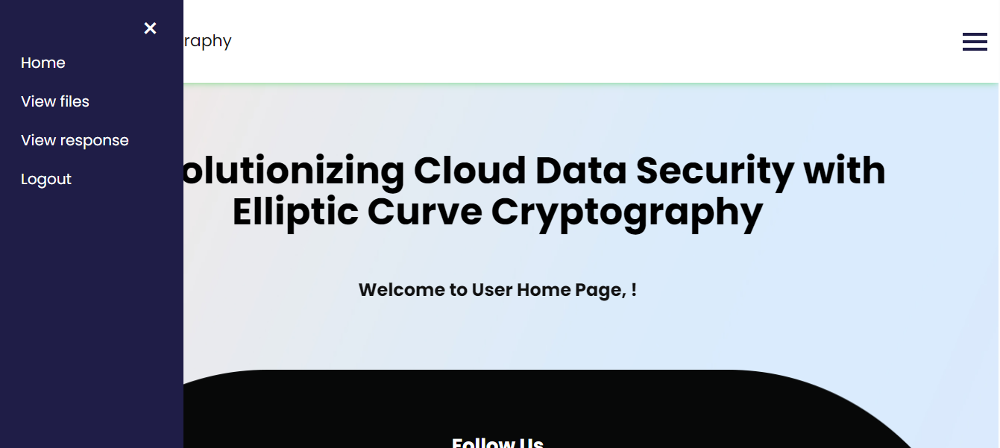 ×
Home
View files
View response
Logout
raphy
olutionizing Cloud Data Security with
Elliptic Curve Cryptography
Welcome to User Home Page, !
Follow Us